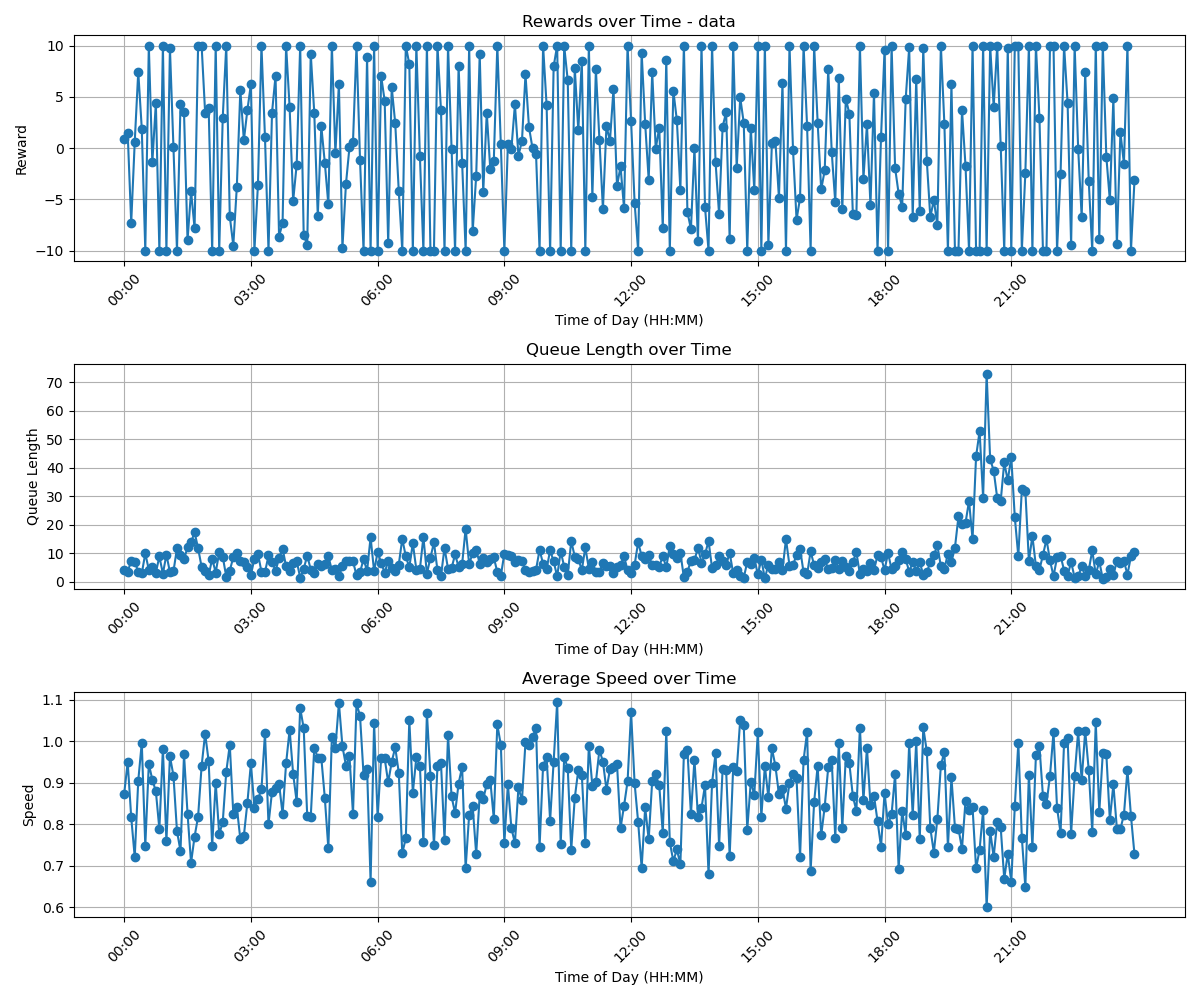 Rewards over Time - data
10
5
0
−5
−10
Reward
00:00 03:00 06:00 09:00 12:00 15:00 18:00 21:00
Time of Day (HH:MM)
Queue Length over Time
70
60
50
40
30
20
10
0
Queue Length
00:00 03:00 06:00 09:00 12:00 15:00 18:00 21:00
Time of Day (HH:MM)
Average Speed over Time
1.1
1.0
0.9
0.8
0.7
0.6
Speed
00:00 03:00 06:00 09:00 12:00 15:00 18:00 21:00
Time of Day (HH:MM)